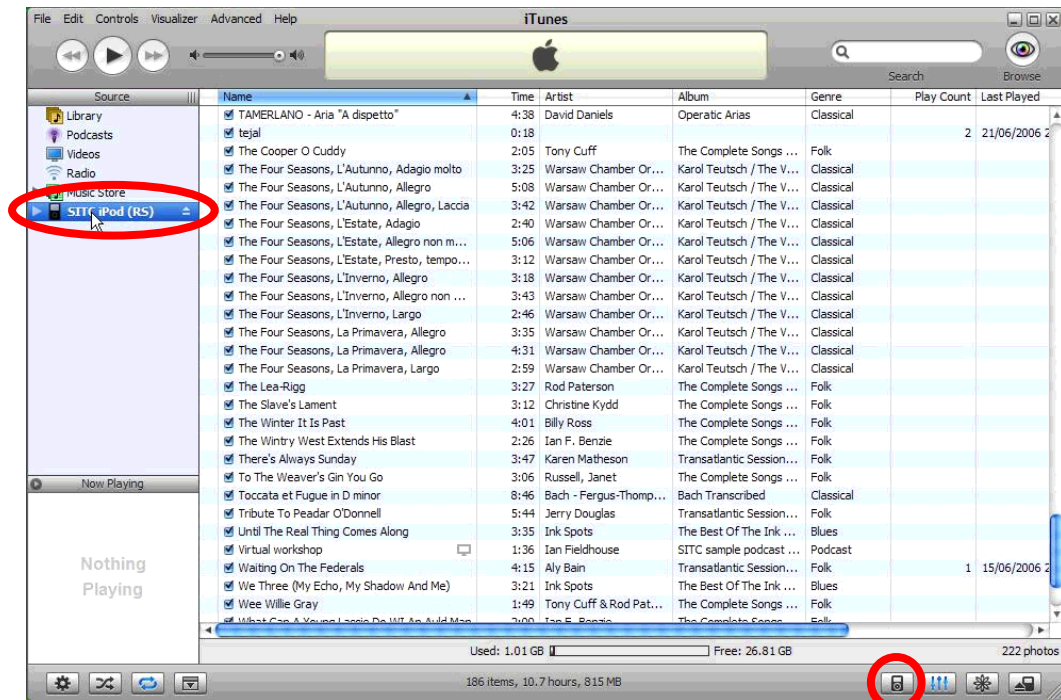 File Edit Controls Visualizer Advanced Help iTunes
Search Browse
Source Name Time Artist Album Genre Play Count Last Played
Library
Podcasts
Videos
Radio
Music Store
SITC iPod (RS)
TAMERLANO - Aria "A dispetto" 4:38 David Daniels Operatic Arias Classical
tejal 0:18 2 21/06/2006 2
The Cooper O Cuddy 2:05 Tony Cuff The Complete Songs ... Folk
The Four Seasons, L'Autunno, Adagio molto 3:25 Warsaw Chamber Or... Karol Teutsch / The V... Classical
The Four Seasons, L'Autunno, Allegro 5:08 Warsaw Chamber Or... Karol Teutsch / The V... Classical
The Four Seasons, L'Autunno, Allegro, Laccia 3:42 Warsaw Chamber Or... Karol Teutsch / The V... Classical
The Four Seasons, L'Estate, Adagio 2:40 Warsaw Chamber Or... Karol Teutsch / The V... Classical
The Four Seasons, L'Estate, Allegro non m... 5:06 Warsaw Chamber Or... Karol Teutsch / The V... Classical
The Four Seasons, L'Estate, Presto, tempo... 3:12 Warsaw Chamber Or... Karol Teutsch / The V... Classical
The Four Seasons, L'Inverno, Allegro 3:18 Warsaw Chamber Or... Karol Teutsch / The V... Classical
The Four Seasons, L'Inverno, Allegro non ... 3:43 Warsaw Chamber Or... Karol Teutsch / The V... Classical
The Four Seasons, L'Inverno, Largo 2:46 Warsaw Chamber Or... Karol Teutsch / The V... Classical
The Four Seasons, La Primavera, Allegro 3:35 Warsaw Chamber Or... Karol Teutsch / The V... Classical
The Four Seasons, La Primavera, Allegro 4:31 Warsaw Chamber Or... Karol Teutsch / The V... Classical
The Four Seasons, La Primavera, Largo 2:59 Warsaw Chamber Or... Karol Teutsch / The V... Classical
The Lea-Rigg 3:27 Rod Paterson The Complete Songs ... Folk
The Slave's Lament 3:12 Christine Kydd The Complete Songs ... Folk
The Winter It Is Past 4:01 Billy Ross The Complete Songs ... Folk
The Wintry West Extends His Blast 2:26 Ian F. Benzie The Complete Songs ... Folk
There's Always Sunday 3:47 Karen Matheson Transatlantic Session... Folk
To The Weaver's Gin You Go 3:06 Russell, Janet The Complete Songs ... Folk
Toccata et Fugue in D minor 8:46 Bach - Fergus-Thomp... Bach Transcribed Classical
Tribute To Peadar O'Donnell 5:44 Jerry Douglas Transatlantic Session... Folk
Until The Real Thing Comes Along 3:35 Ink Spots The Best Of The Ink ... Blues
Virtual workshop 1:36 Ian Fieldhouse SITC sample podcast ... Podcast
Waiting On The Federals 4:15 Aly Bain Transatlantic Session... Folk 1 15/06/2006 2
We Three (My Echo, My Shadow And Me) 3:21 Ink Spots The Best Of The Ink ... Blues
Wee Willie Gray 1:49 Tony Cuff & Rod Pat... The Complete Songs ... Folk
What Can A Young Lassie Do WI An Auld Man 2:00 Ian F. Benzie The Complete Songs Folk
Now Playing
Nothing
Playing
Used: 1.01 GB Free: 26.81 GB 222 photos
186 items, 10.7 hours, 815 MB